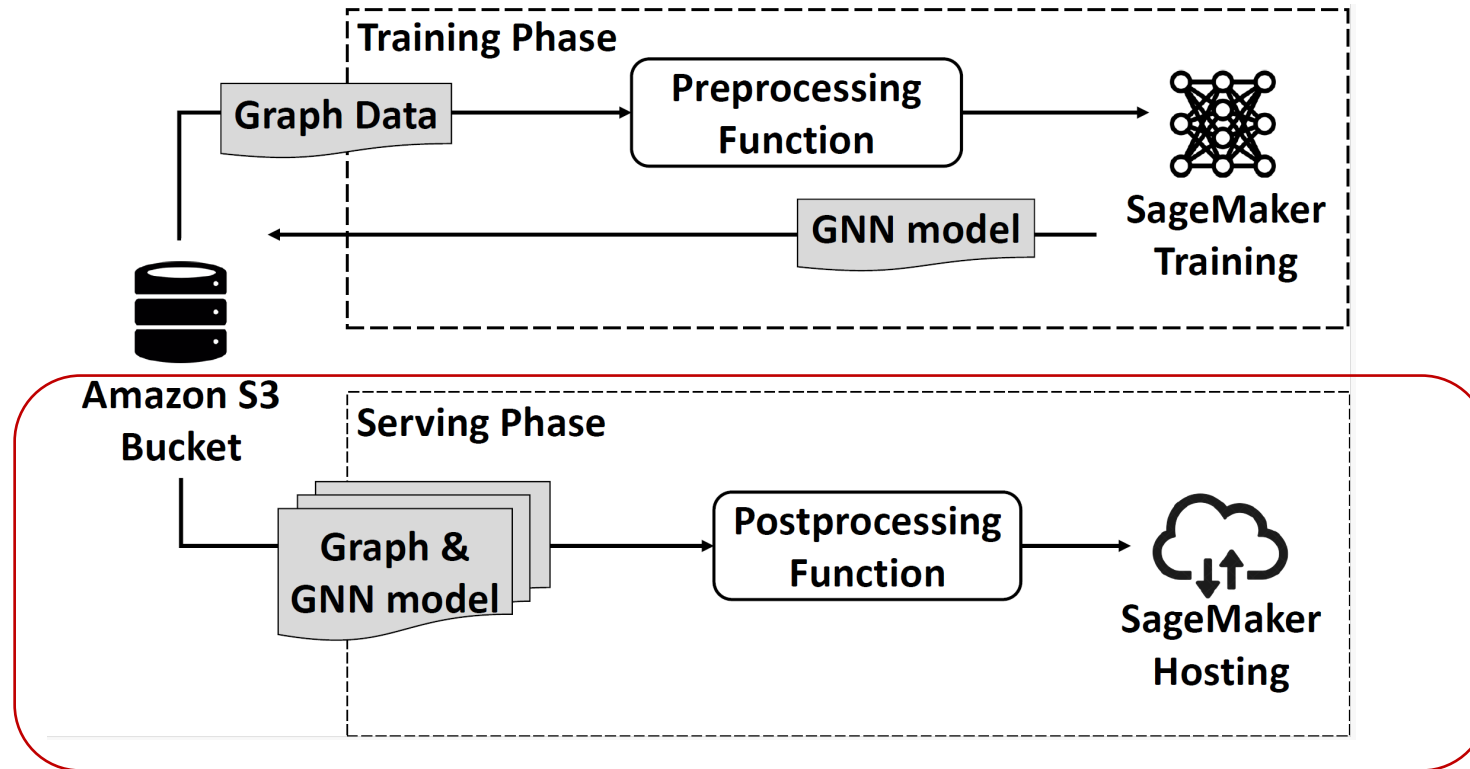 Training Phase
Graph Data
Preprocessing
Function
GNN model
SageMaker
Training
Amazon S3
Bucket
Serving Phase
Graph &
GNN model
Postprocessing
Function
SageMaker
Hosting